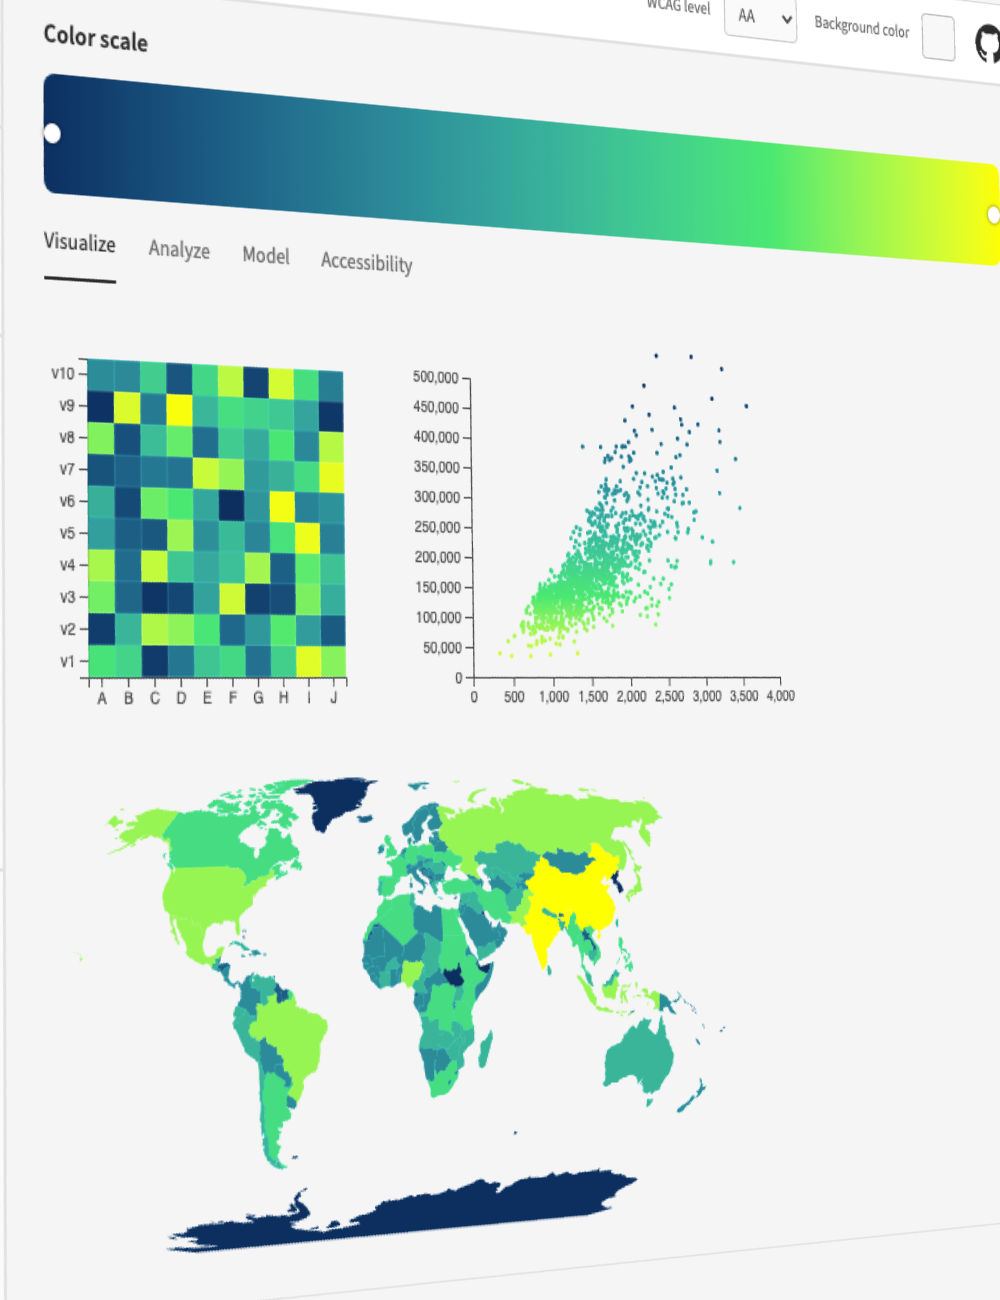 WCAG level AA Background color
Color scale
Visualize Analyze Model Accessibility
v10
v9
v8
v7
v6
v5
v4
v3
v2
v1
A B C D E F G H I J
500,000
450,000
400,000
350,000
300,000
250,000
200,000
150,000
100,000
50,000
0
0 500 1,000 1,500 2,000 2,500 3,000 3,500 4,000